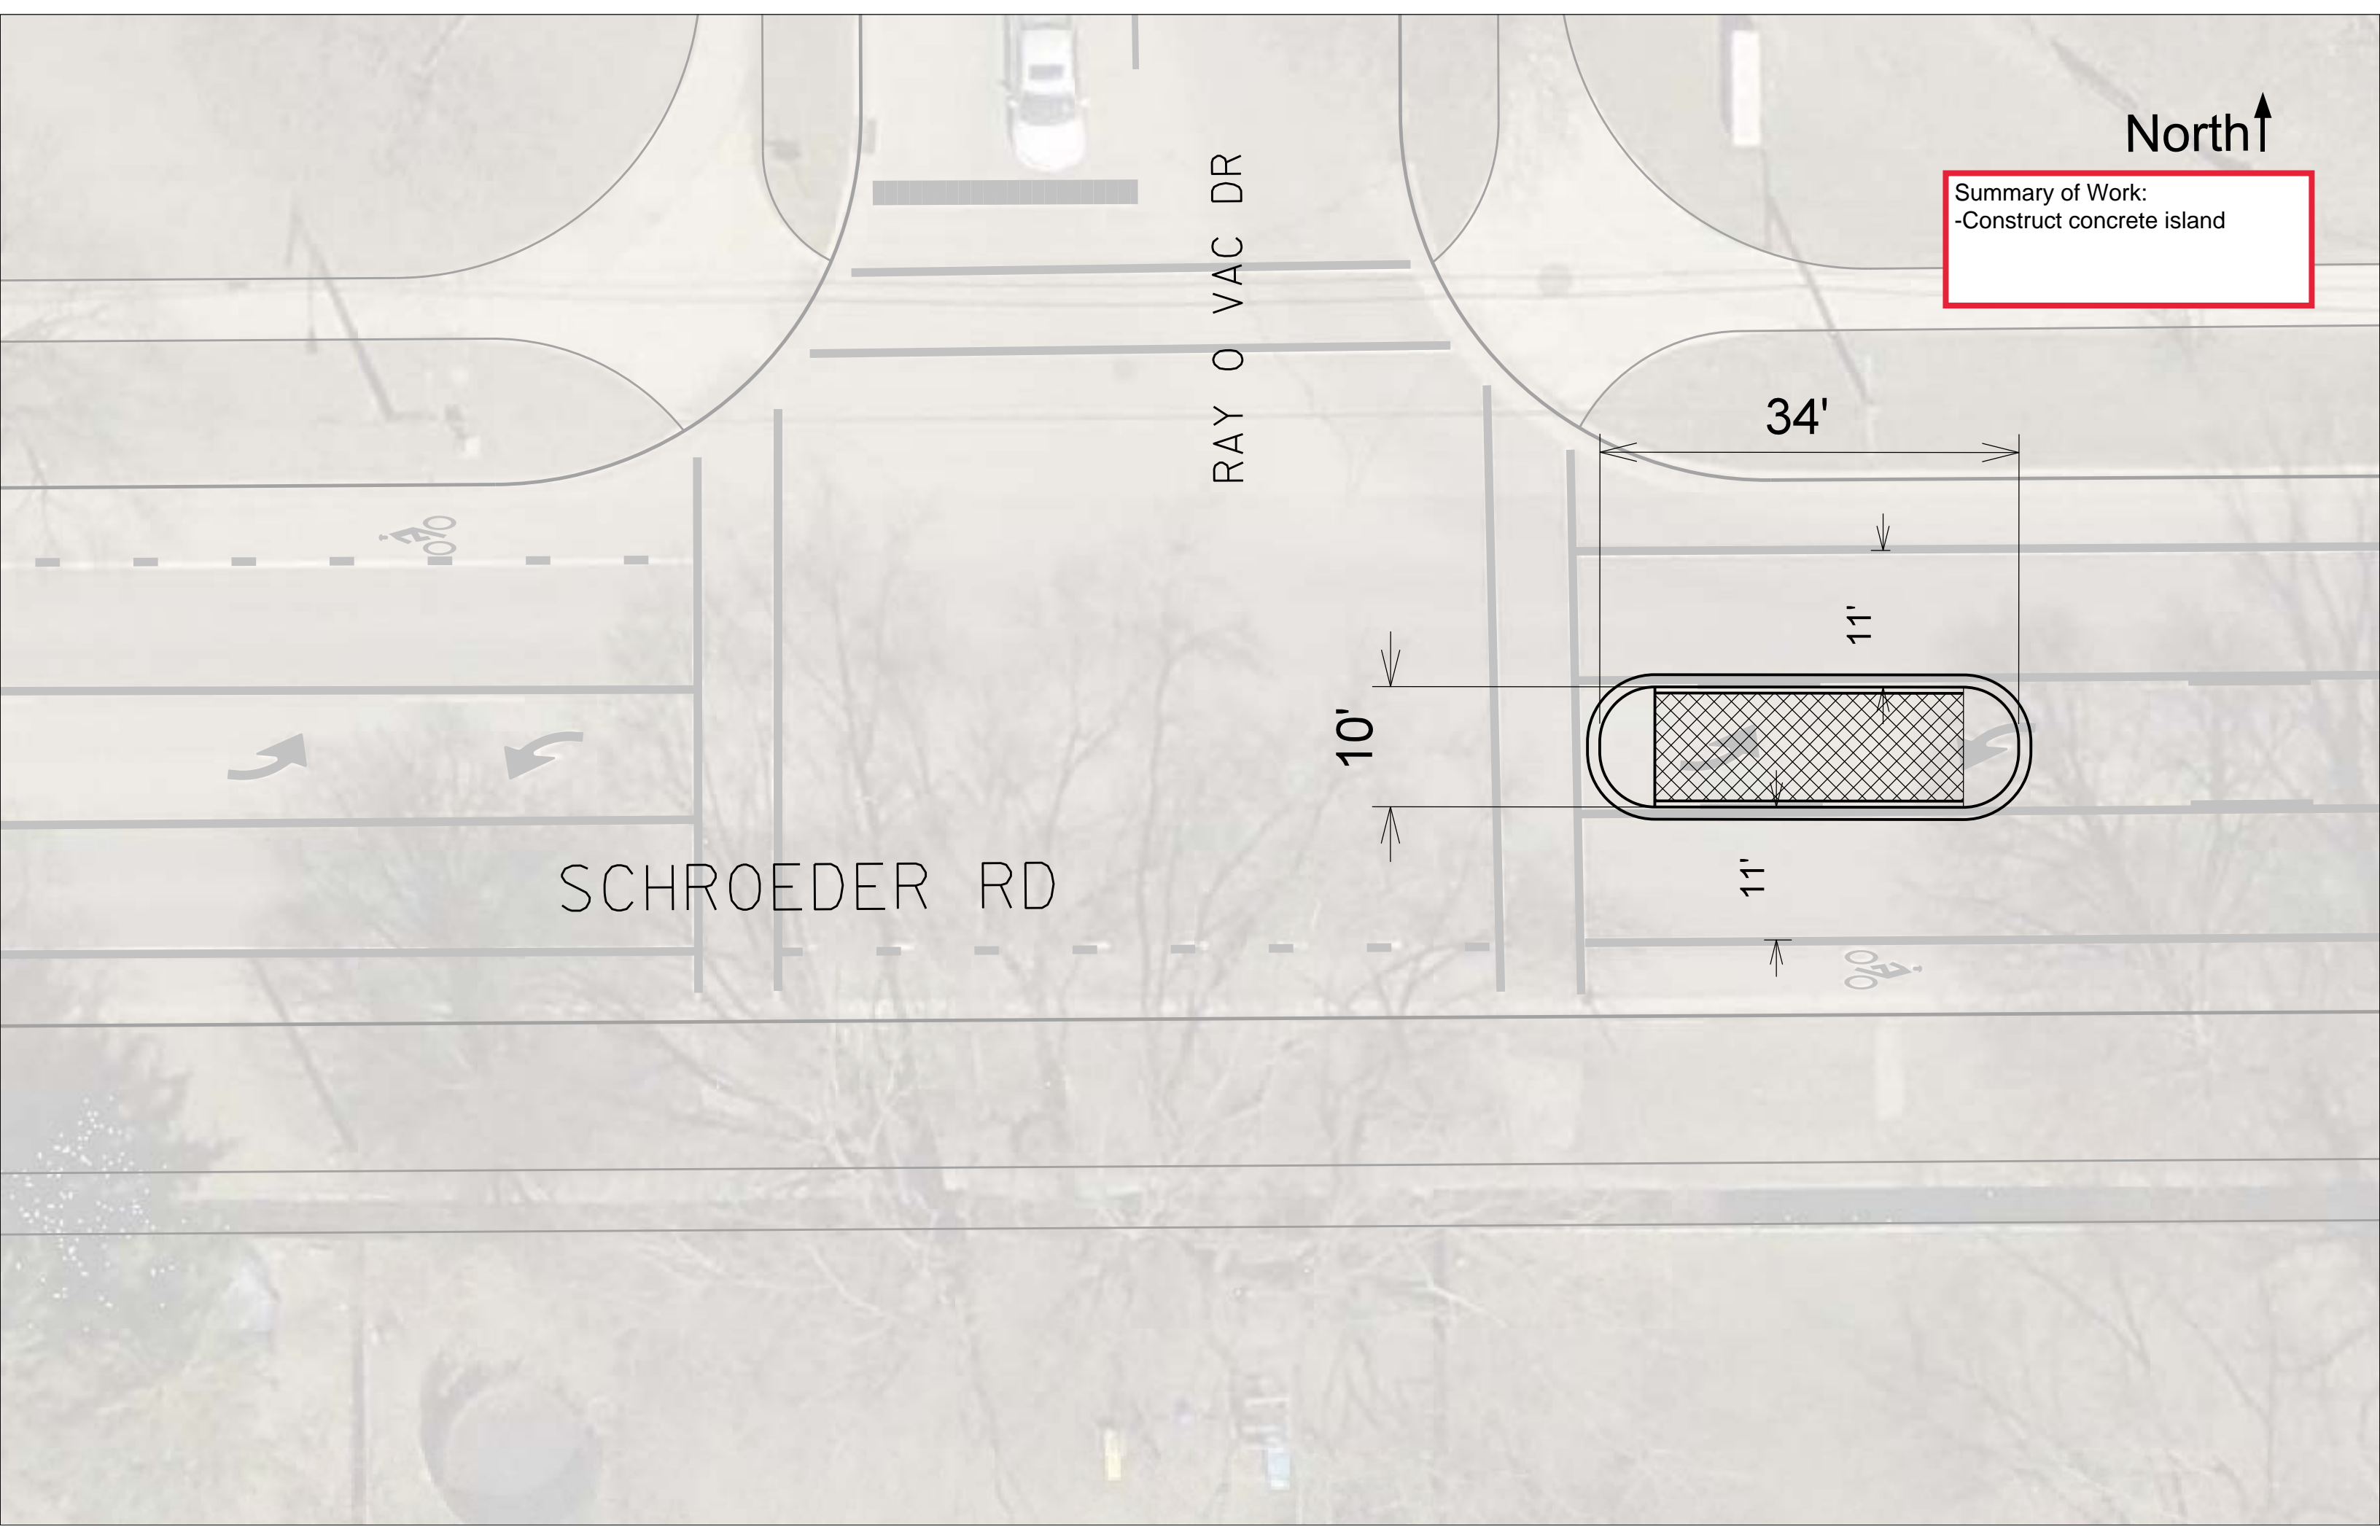 North
Summary of Work:
-Construct concrete island
RAY O VAC DR
34'
11'
10'
11'
SCHROEDER RD